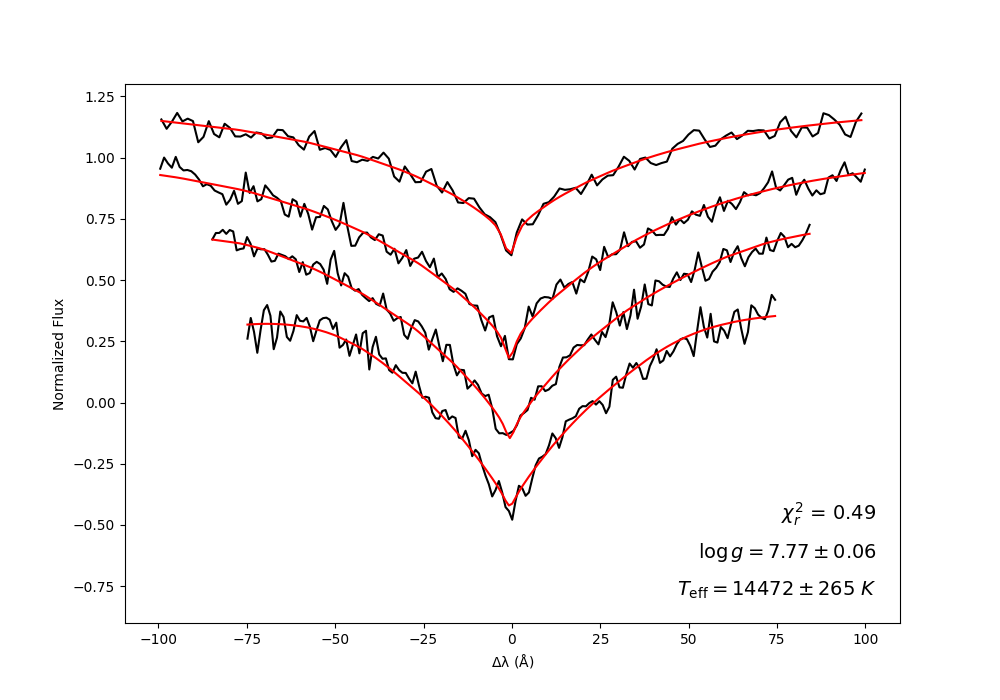 Normalized Flux
1.25
1.00
0.75
0.50
0.25
0.00
−0.25
−0.50
−0.75
χ²ᵣ = 0.49
log g = 7.77 ± 0.06
T_eff = 14472 ± 265 K
−100 −75 −50 −25 0 25 50 75 100
Δλ (Å)